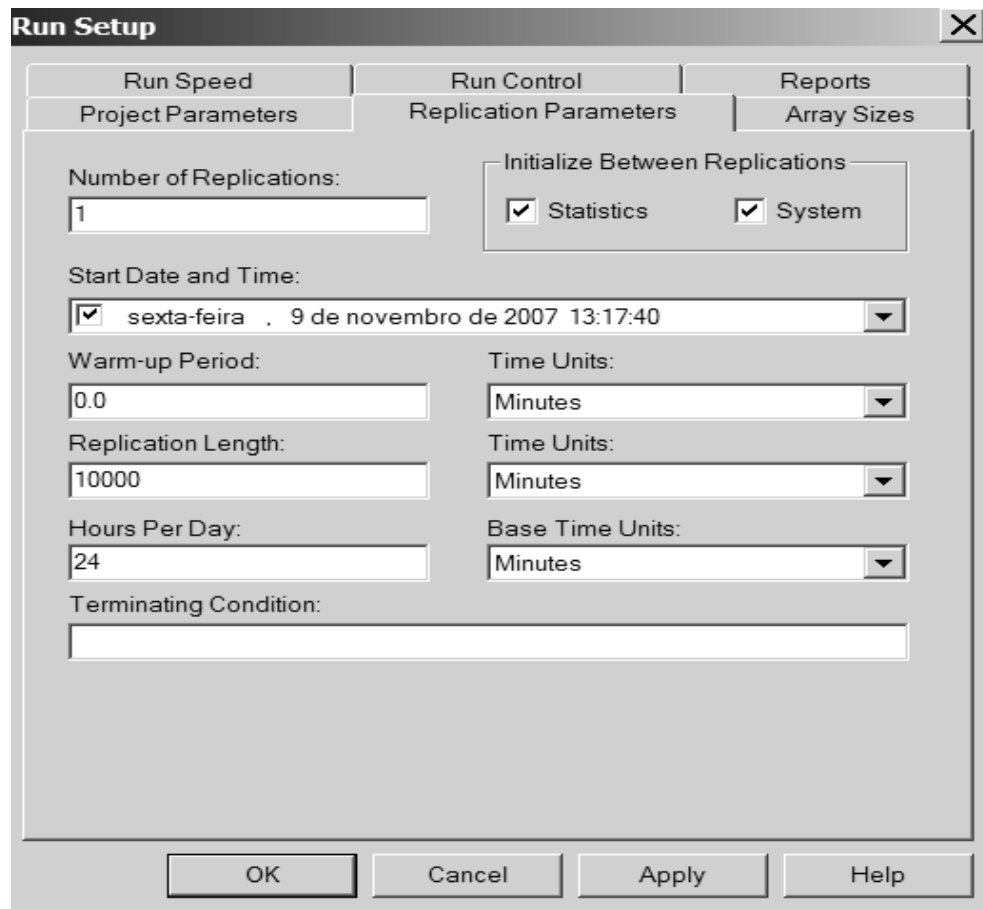 Run Setup
Run Speed Run Control Reports
Project Parameters Replication Parameters Array Sizes
Number of Replications:
1
Initialize Between Replications
Statistics System
Start Date and Time:
sexta-feira , 9 de novembro de 2007 13:17:40
Warm-up Period: Time Units:
0.0 Minutes
Replication Length: Time Units:
10000 Minutes
Hours Per Day: Base Time Units:
24 Minutes
Terminating Condition:
OK Cancel Apply Help